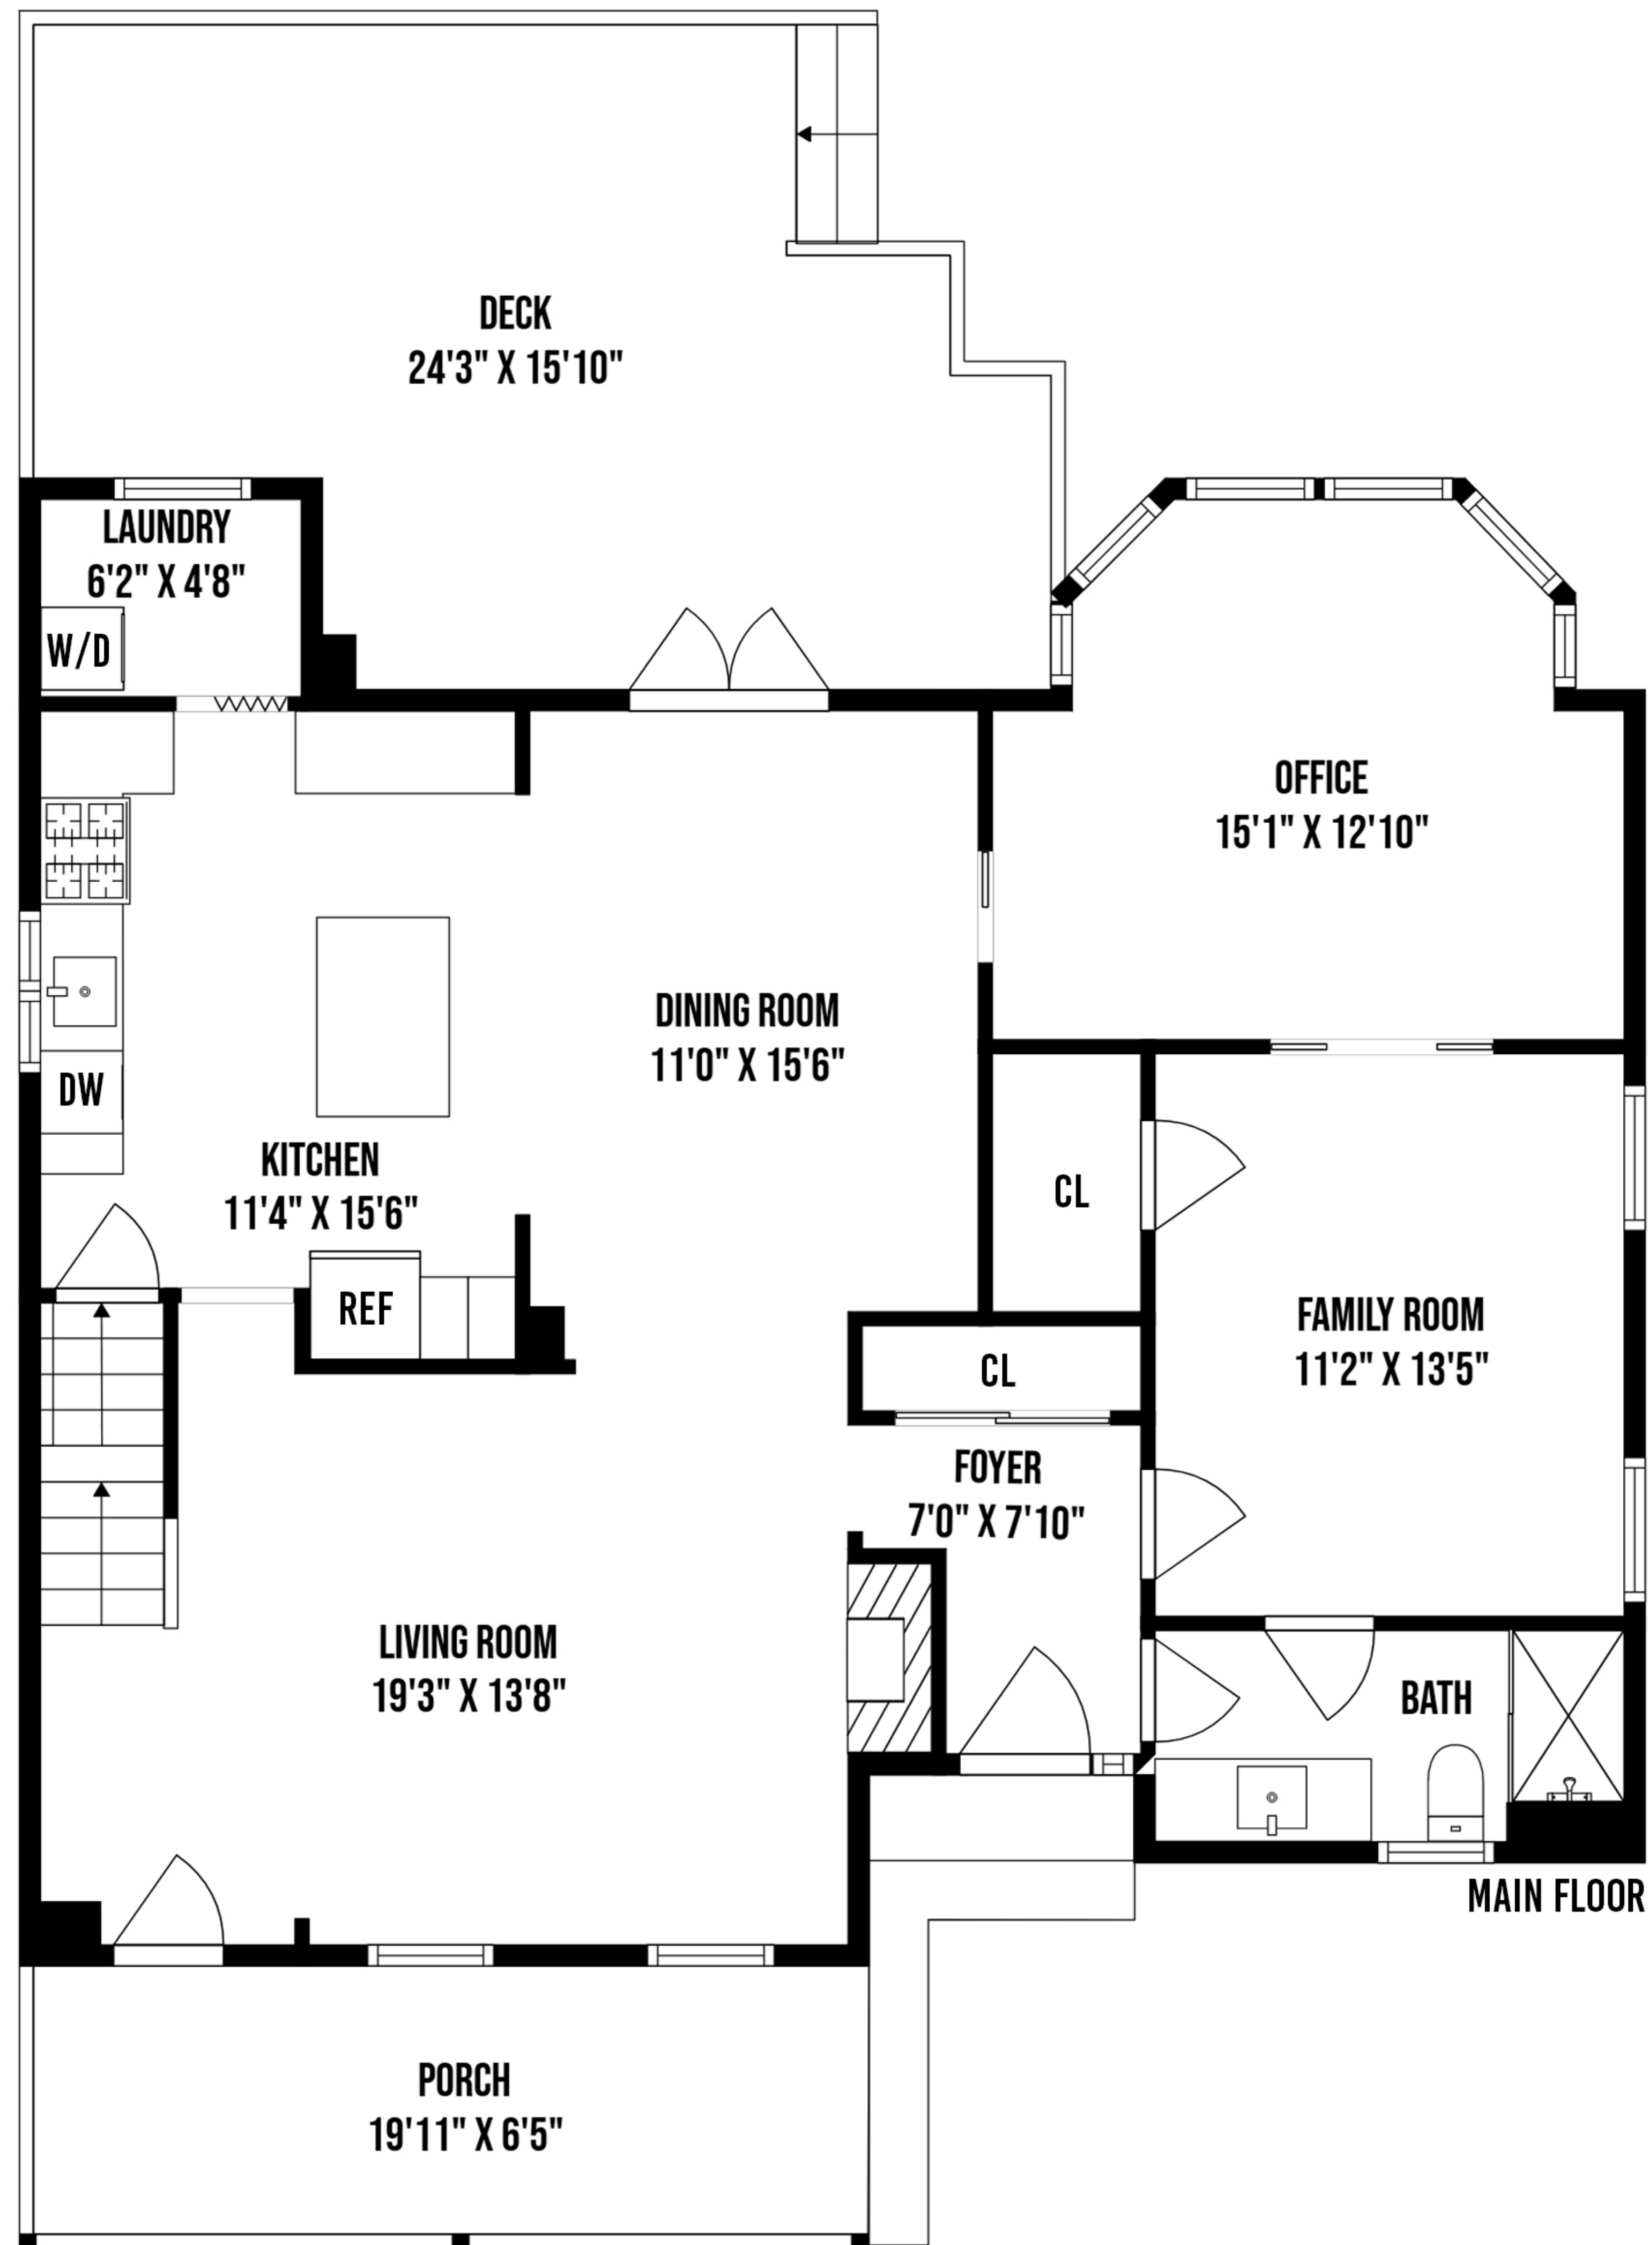 DECK
24'3" X 15'10"
LAUNDRY
6'2" X 4'8"
W/D
OFFICE
15'1" X 12'10"
DINING ROOM
11'0" X 15'6"
DW
KITCHEN
11'4" X 15'6"
CL
REF
FAMILY ROOM
11'2" X 13'5"
CL
FOYER
7'0" X 7'10"
LIVING ROOM
19'3" X 13'8"
BATH
MAIN FLOOR
PORCH
19'11" X 6'5"